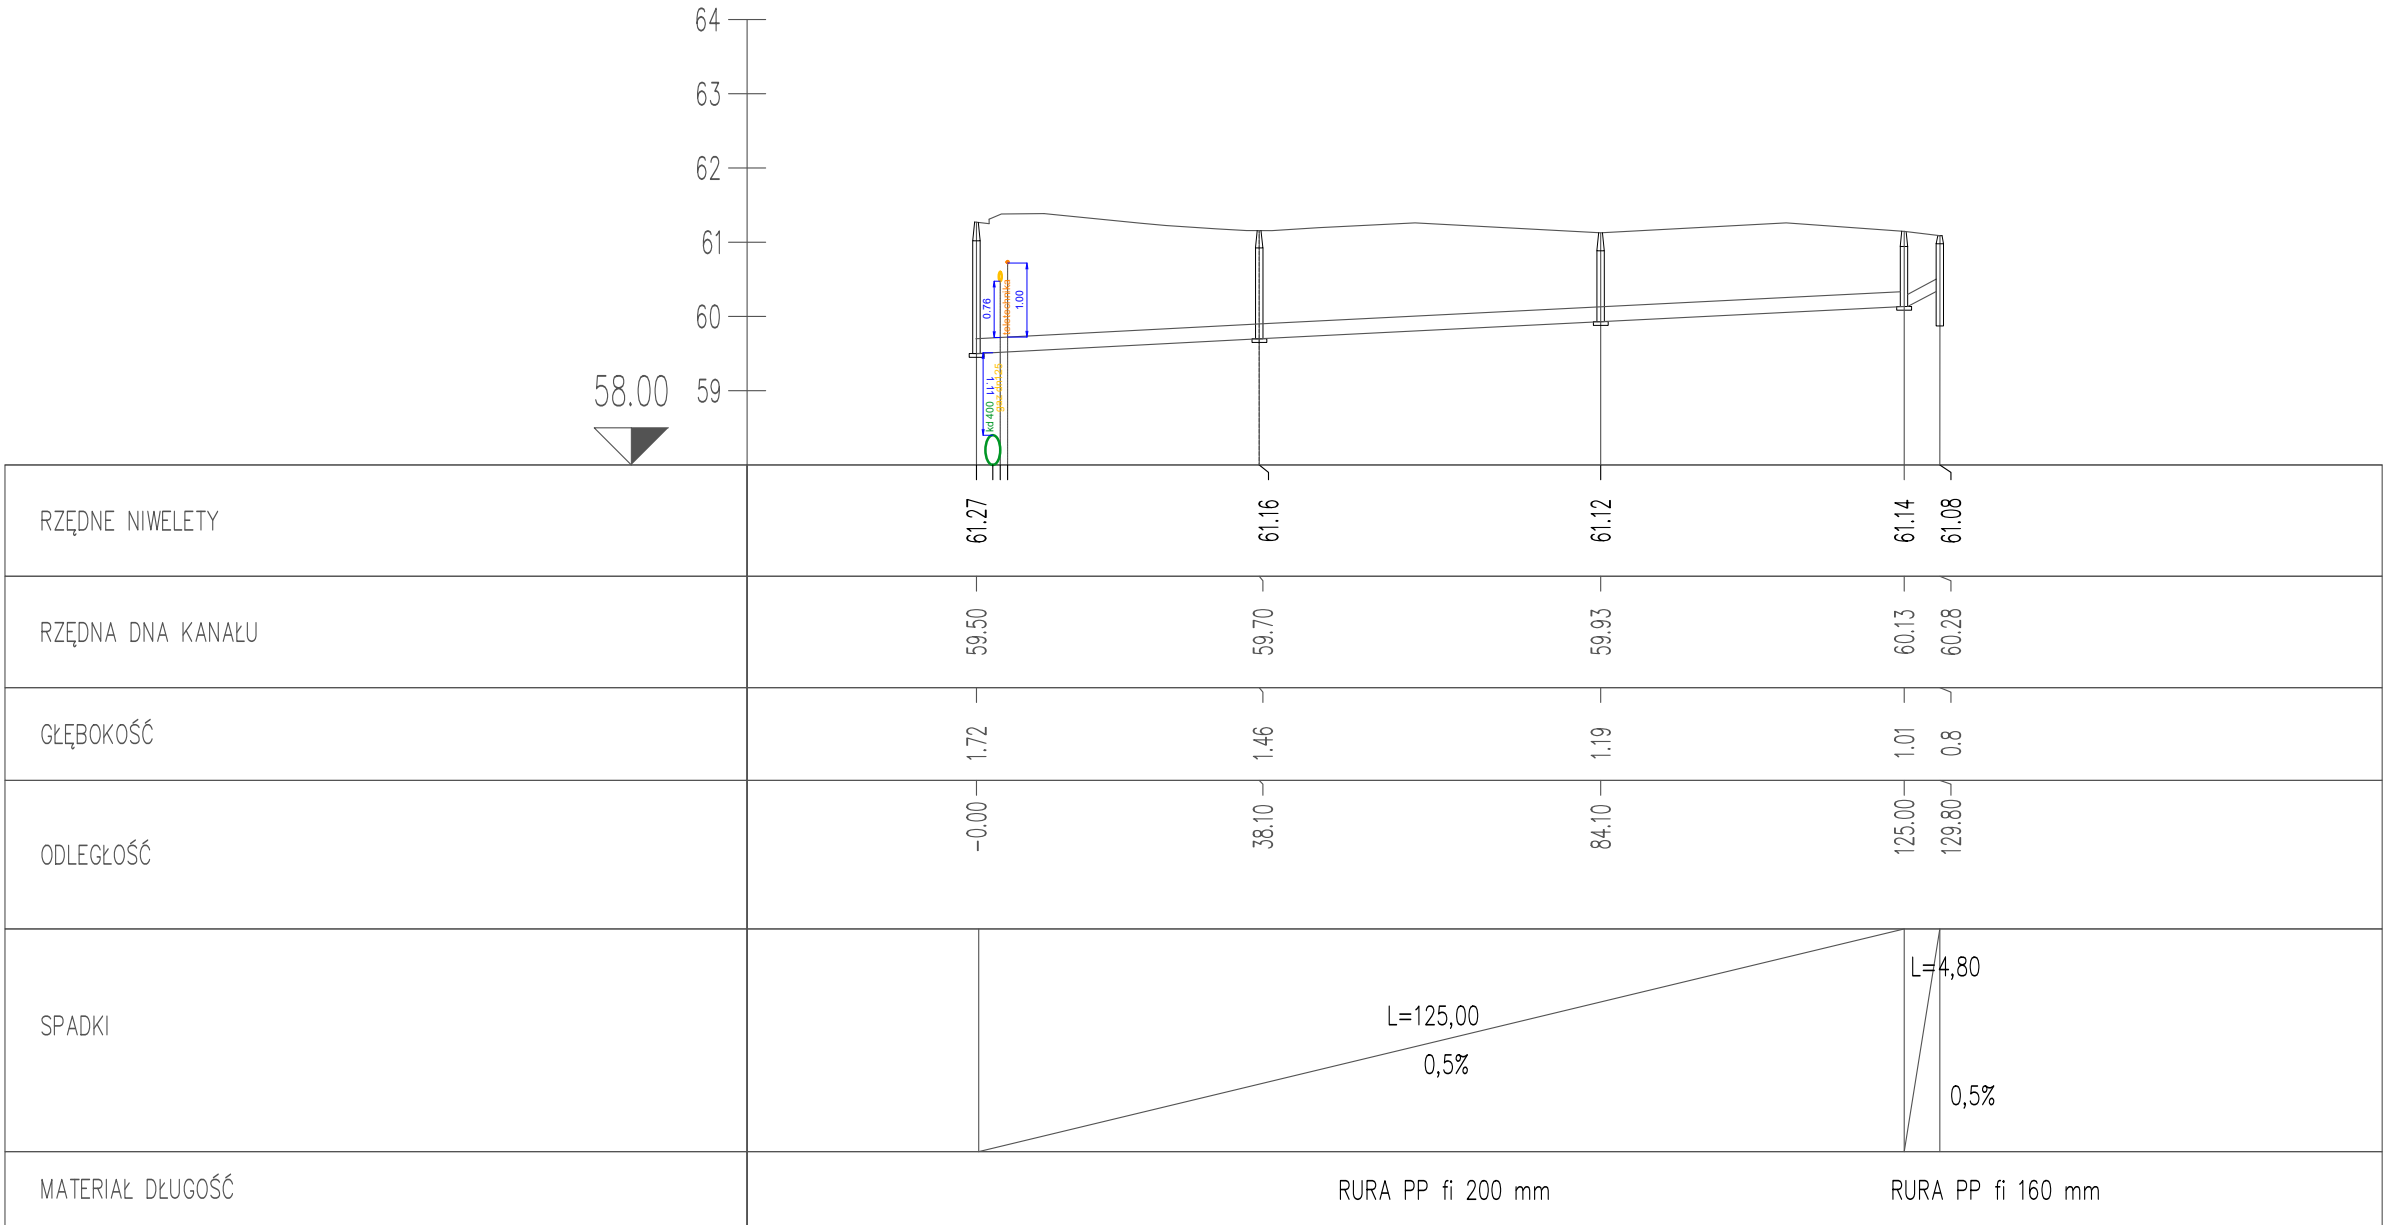 64
63
62
61
60
59
58.00
0.76
1.00
teletechnika
1.11
kd 400
RZĘDNE NIWELETY 61.27 61.16 61.12 61.14 61.08
RZĘDNA DNA KANAŁU 59.50 59.70 59.93 60.13 60.28
GŁĘBOKOŚĆ 1.72 1.46 1.19 1.01 0.8
ODLEGŁOŚĆ -0.00 38.10 84.10 125.00 129.80
L=4,80
SPADKI L=125,00
0,5%
0,5%
MATERIAŁ DŁUGOŚĆ RURA PP fi 200 mm RURA PP fi 160 mm